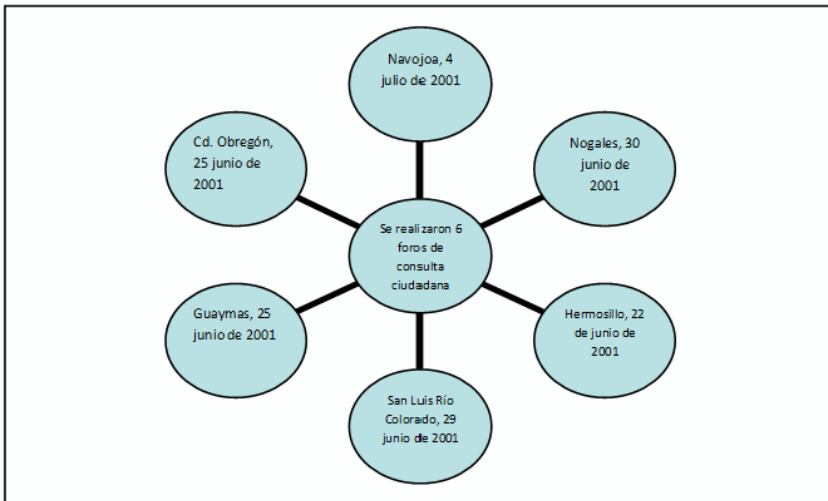 Navojoa, 4
julio de 2001
Cd. Obregón,
25 junio de
2001
Nogales, 30
junio de
2001
Se realizaron 6
foros de
consulta
ciudadana
Guaymas, 25
junio de 2001
Hermosillo, 22
de junio de
2001
San Luis Río
Colorado, 29
junio de 2001